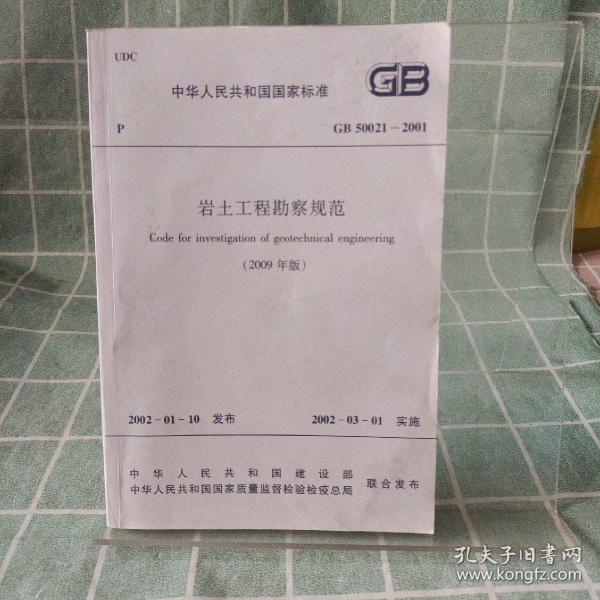 UDC
中华人民共和国国家标准
GB
P
GB 50021－2001
岩土工程勘察规范
Code for investigation of geotechnical engineering
（2009 年版）
2002－01－10 发布
2002－03－01 实施
中华人民共和国建设部
中华人民共和国国家质量监督检验检疫总局
联合发布
孔夫子旧书网
www.kongfz.com